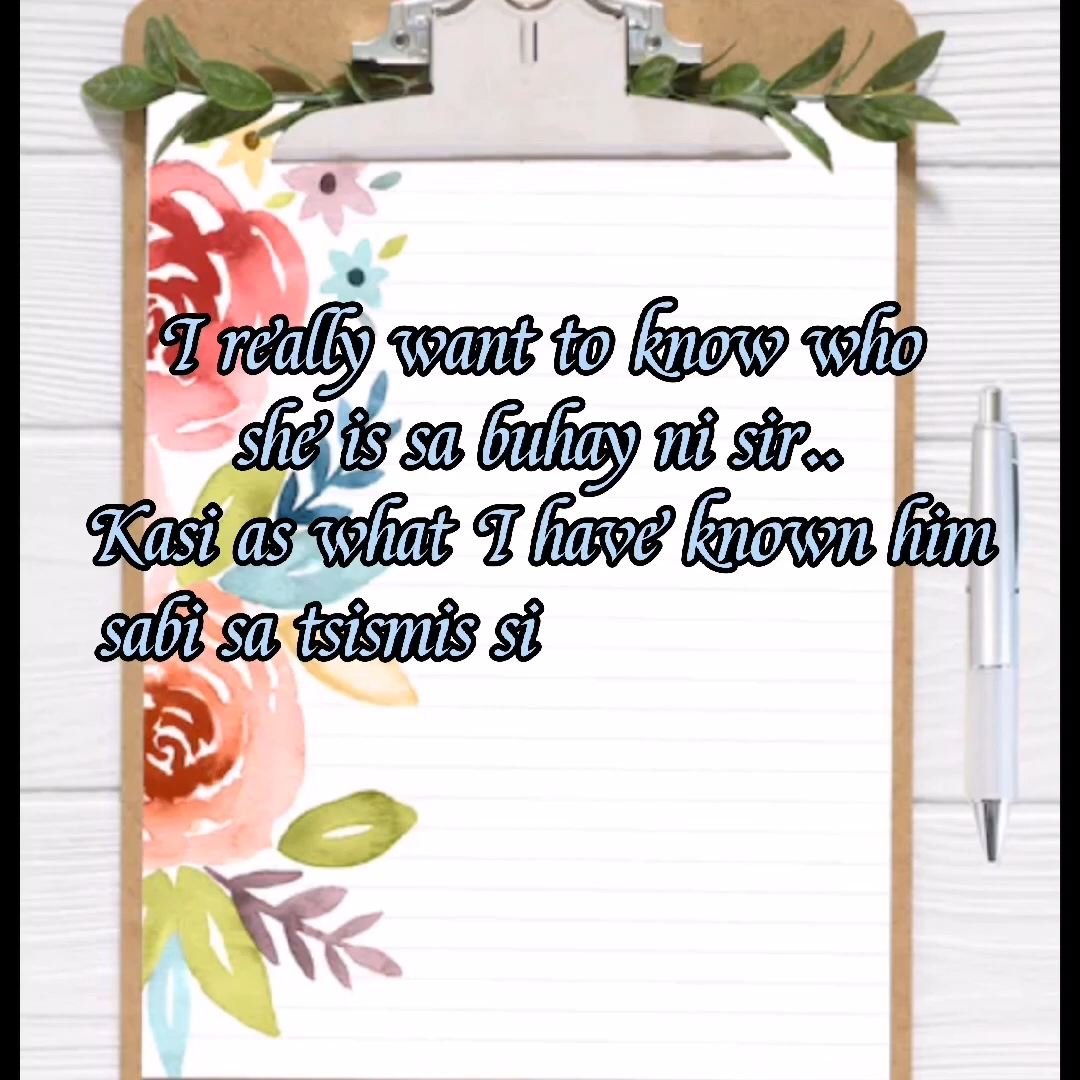 I really want to know who
she is sa buhay ni sir..
Kasi as what I have known him
sabi sa tsismis si